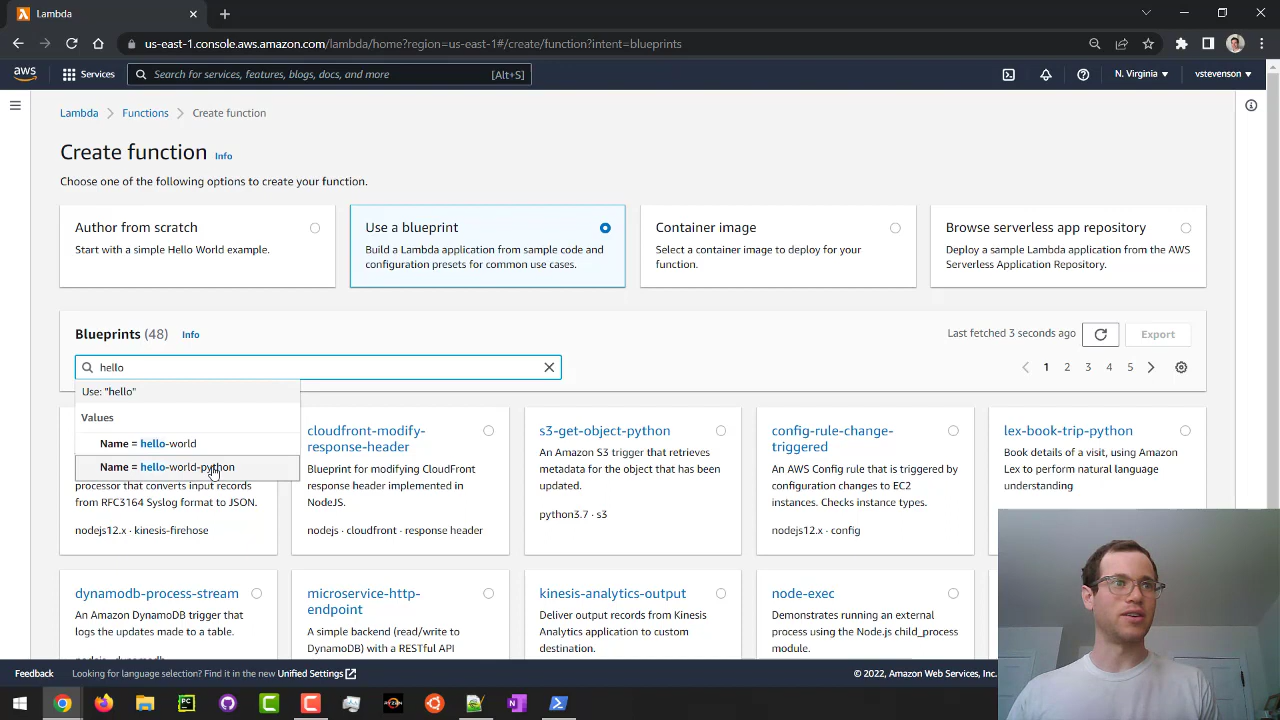 Lambda
us-east-1.console.aws.amazon.com/lambda/home?region=us-east-1#/create/function?intent=blueprints
aws
Services
Search for services, features, blogs, docs, and more
[Alt+S]
N. Virginia
vstevenson
Lambda
Functions
Create function
Create function
Info
Choose one of the following options to create your function.
Author from scratch
Start with a simple Hello World example.
Use a blueprint
Build a Lambda application from sample code and
configuration presets for common use cases.
Container image
Select a container image to deploy for your
function.
Browse serverless app repository
Deploy a sample Lambda application from the AWS
Serverless Application Repository.
Blueprints (48)
Info
Last fetched 3 seconds ago
Export
hello
1 2 3 4 5
Use: "hello"
Values
Name = hello-world
Name = hello-world-python
processor that converts input records
from RFC3164 Syslog format to JSON.
nodejs12.x · kinesis-firehose
cloudfront-modify-
response-header
Blueprint for modifying CloudFront
response header implemented in
NodeJS.
nodejs · cloudfront · response header
s3-get-object-python
An Amazon S3 trigger that retrieves
metadata for the object that has been
updated.
python3.7 · s3
config-rule-change-
triggered
An AWS Config rule that is triggered by
configuration changes to EC2
instances. Checks instance types.
nodejs12.x · config
lex-book-trip-python
Book details of a visit, using Amazon
Lex to perform natural language
understanding
dynamodb-process-stream
An Amazon DynamoDB trigger that
logs the updates made to a table.
nodejs · dynamodb
microservice-http-
endpoint
A simple backend (read/write to
DynamoDB) with a RESTful API
kinesis-analytics-output
Deliver output records from Kinesis
Analytics application to custom
destination.
node-exec
Demonstrates running an external
process using the Node.js child_process
module.
Feedback
Looking for language selection? Find it in the new Unified Settings
© 2022, Amazon Web Services, Inc.
PC
RYZEN